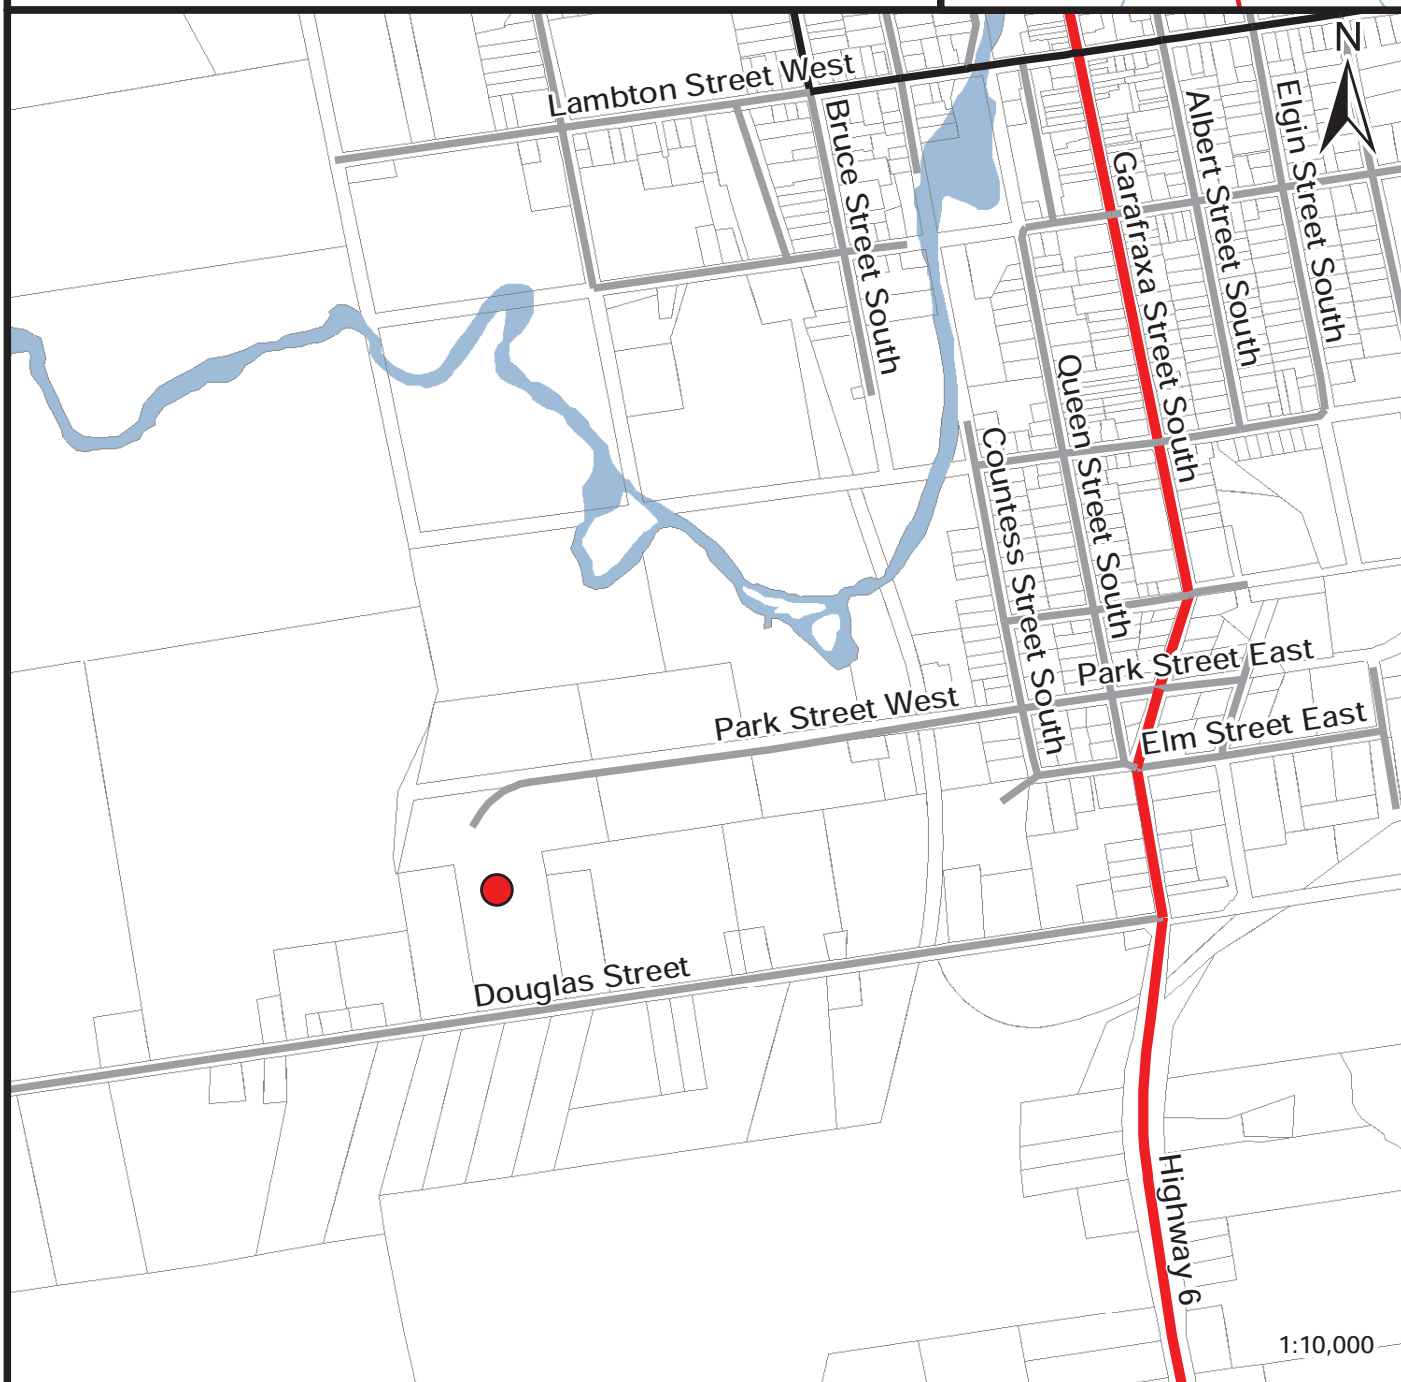 N
Lambton Street West
Bruce Street South
Garafraxa Street South
Albert Street South
Elgin Street South
Queen Street South
Countess Street South
Park Street East
Park Street West
Elm Street East
Douglas Street
Highway 6
1:10,000